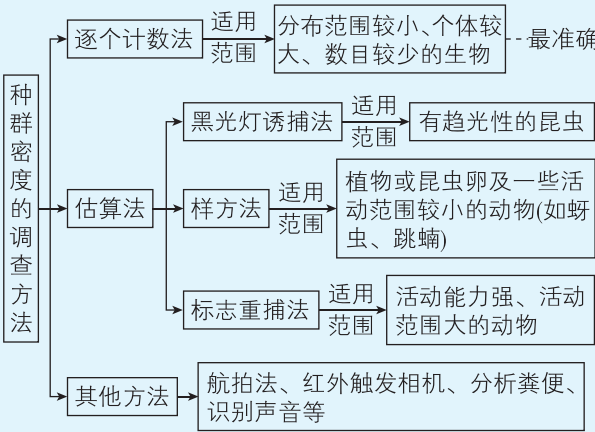 种群密度的调查方法
逐个计数法
适用
范围
分布范围较小、个体较
大、数目较少的生物
最准确
估算法
黑光灯诱捕法
适用
范围
有趋光性的昆虫
样方法
适用
范围
植物或昆虫卵及一些活
动范围较小的动物(如蚜
虫、跳蝻)
标志重捕法
适用
范围
活动能力强、活动
范围大的动物
其他方法
航拍法、红外触发相机、分析粪便、
识别声音等